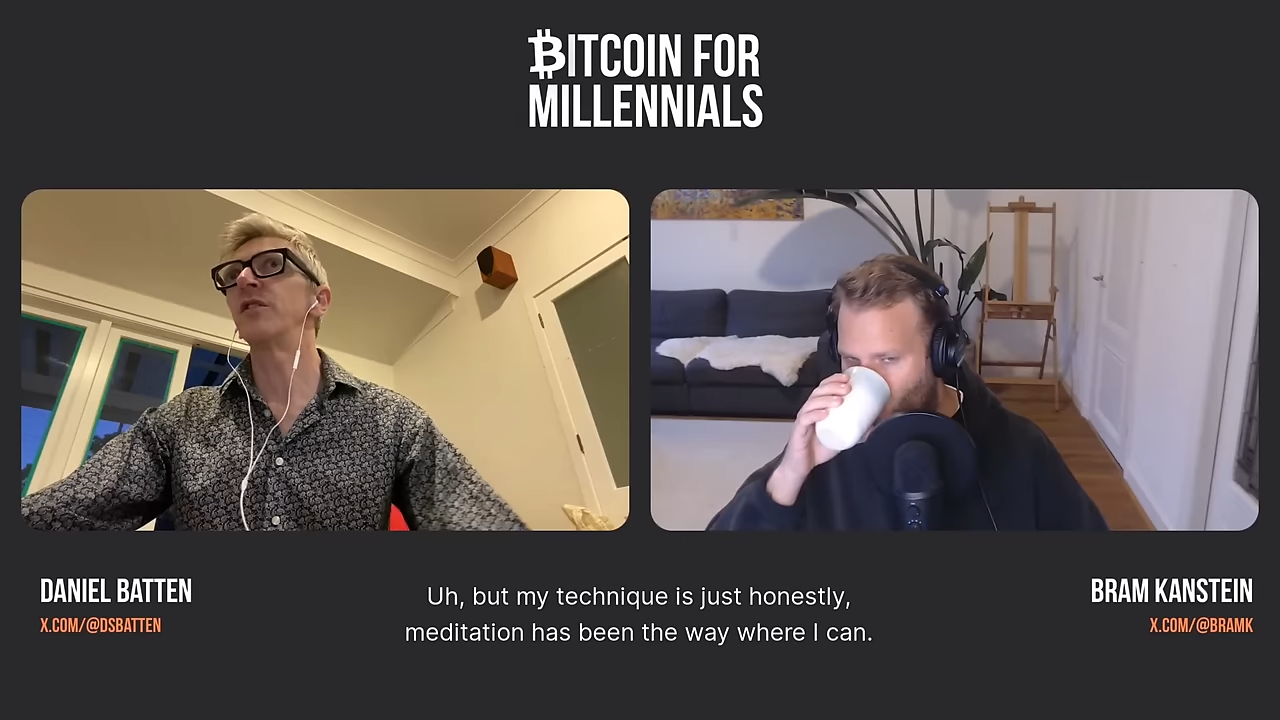 ₿ITCOIN FOR
MILLENNIALS
DANIEL BATTEN
X.COM/@DSBATTEN
Uh, but my technique is just honestly,
meditation has been the way where I can.
BRAM KANSTEIN
X.COM/@BRAMK